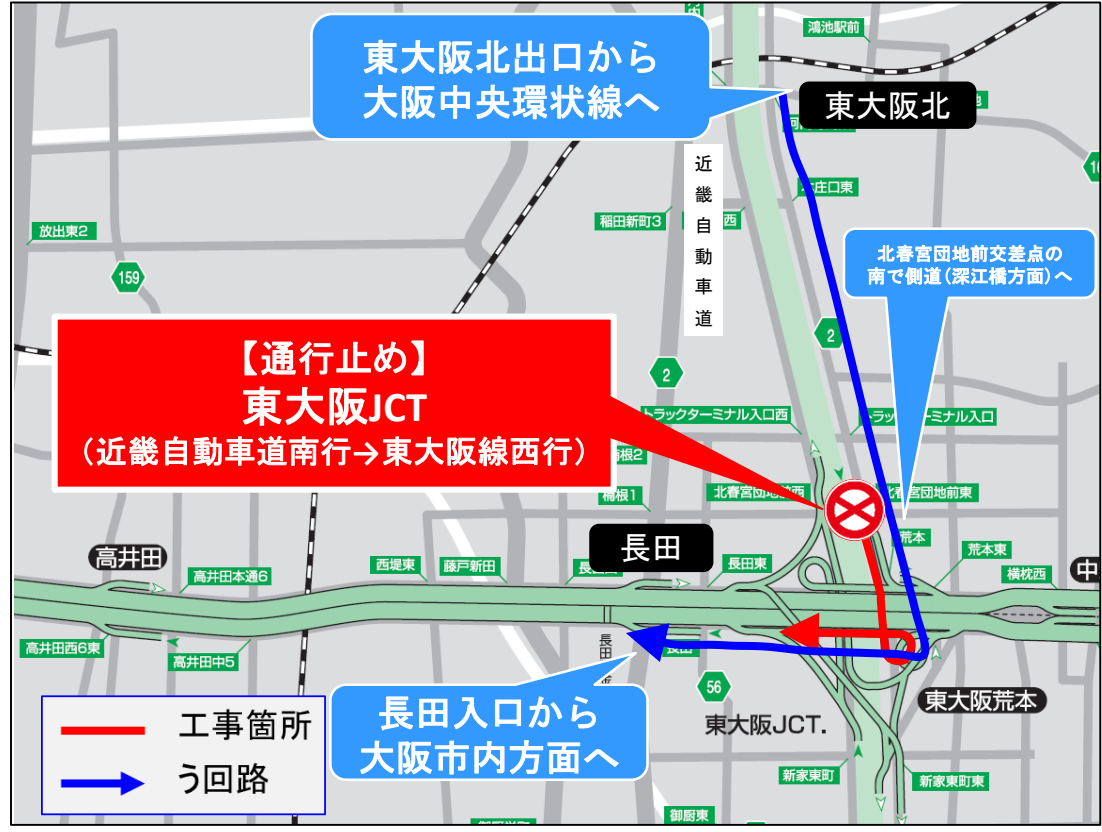 鴻池駅前
東大阪北出口から
大阪中央環状線へ
東大阪北
近畿自動車道
本庄口東
稲田新町3
西
放出東2
159
北春宮団地前交差点の
南で側道(深江橋方面)へ
2
2
【通行止め】
東大阪JCT
(近畿自動車道南行→東大阪線西行)
トラックターミナル入口西
トラックターミナル入口
楠根2
楠根1
北春宮団地前西
北春宮団地前東
荒本
荒本東
長田
高井田
高井田本通6
西堤東
藤戸新田
長田東
横枕西
中
高井田西6東
高井田中5
長田
長田
56
東大阪荒本
東大阪JCT.
長田入口から
大阪市内方面へ
工事箇所
う回路
新家東町
新家東町東
御厨東